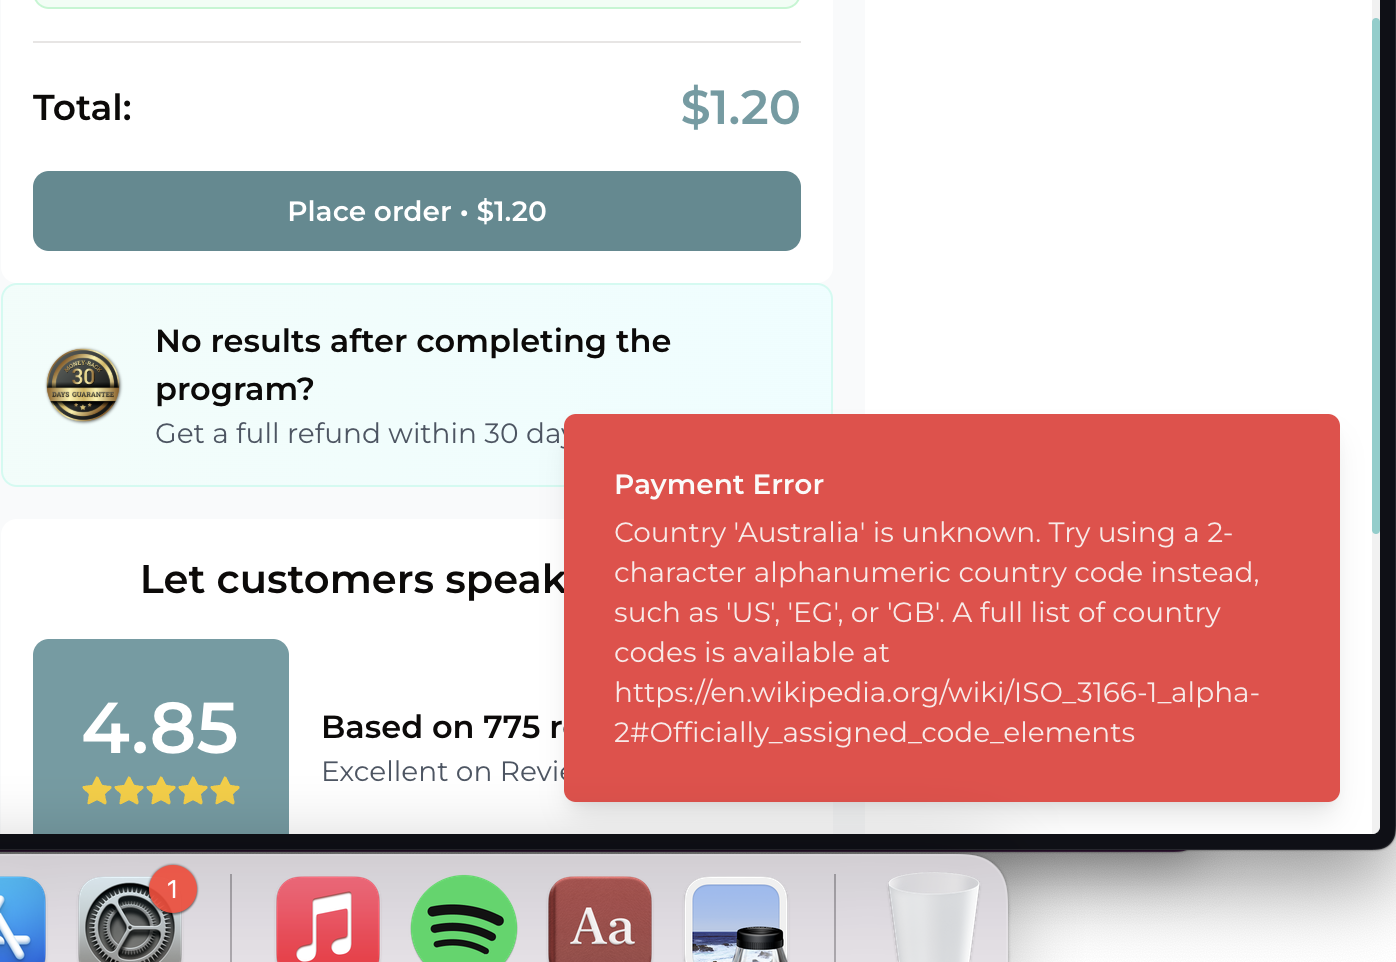 Total:
$1.20
Place order • $1.20
No results after completing the
program?
MONEY-BACK
30
DAYS GUARANTEE
Get a full refund within 30 day
Payment Error
Country 'Australia' is unknown. Try using a 2-
character alphanumeric country code instead,
such as 'US', 'EG', or 'GB'. A full list of country
codes is available at
https://en.wikipedia.org/wiki/ISO_3166-1_alpha-
2#Officially_assigned_code_elements
Let customers speak
4.85
Based on 775 r
Excellent on Revie
1
Aa